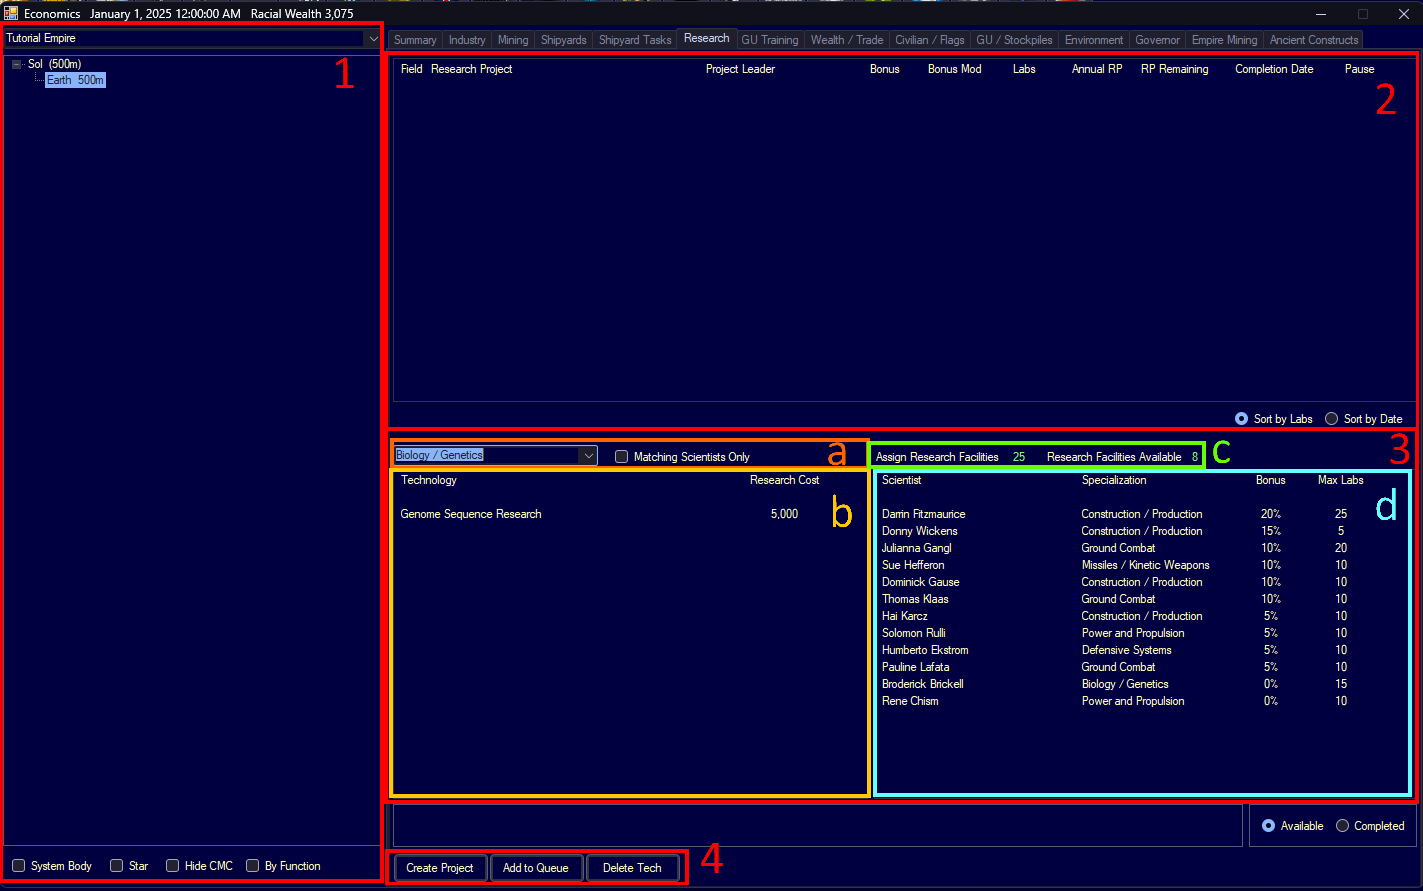 Economics January 1, 2025 12:00:00 AM Racial Wealth 3,075
Tutorial Empire
Summary Industry Mining Shipyards Shipyard Tasks Research GU Training Wealth / Trade Civilian / Flags GU / Stockpiles Environment Governor Empire Mining Ancient Constructs
Sol (500m)
Earth 500m
1
Field Research Project Project Leader Bonus Bonus Mod Labs Annual RP RP Remaining Completion Date Pause
2
Sort by Labs Sort by Date
3
Biology / Genetics Matching Scientists Only a
Assign Research Facilities 25 Research Facilities Available 8 c
Technology Research Cost
Genome Sequence Research 5,000
b
Scientist Specialization Bonus Max Labs
d
Darrin Fitzmaurice Construction / Production 20% 25
Donny Wickens Construction / Production 15% 5
Julianna Gangl Ground Combat 10% 20
Sue Hefferon Missiles / Kinetic Weapons 10% 10
Dominick Gause Construction / Production 10% 10
Thomas Klaas Ground Combat 10% 10
Hai Karcz Construction / Production 5% 10
Solomon Rulli Power and Propulsion 5% 10
Humberto Ekstrom Defensive Systems 5% 10
Pauline Lafata Ground Combat 5% 10
Broderick Brickell Biology / Genetics 0% 15
Rene Chism Power and Propulsion 0% 10
Available Completed
System Body Star Hide CMC By Function
Create Project Add to Queue Delete Tech 4